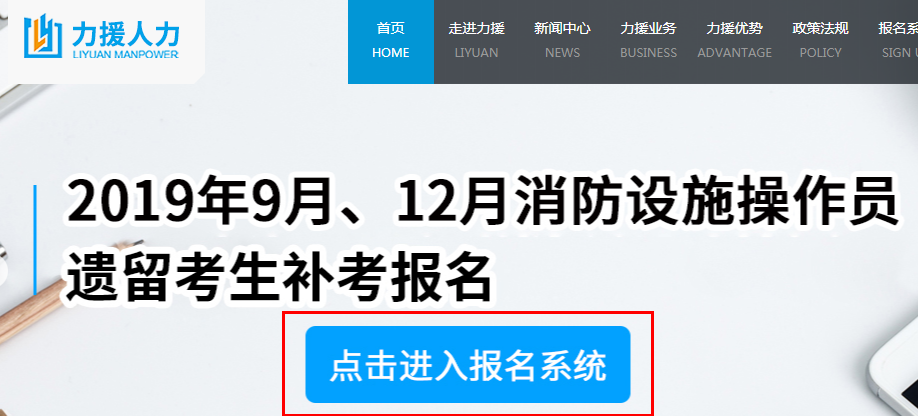 力援人力
LIYUAN MANPOWER
首页 走进力援 新闻中心 力援业务 力援优势 政策法规 报名系
HOME LIYUAN NEWS BUSINESS ADVANTAGE POLICY SIGN U
2019年9月、12月消防设施操作员
遗留考生补考报名
点击进入报名系统